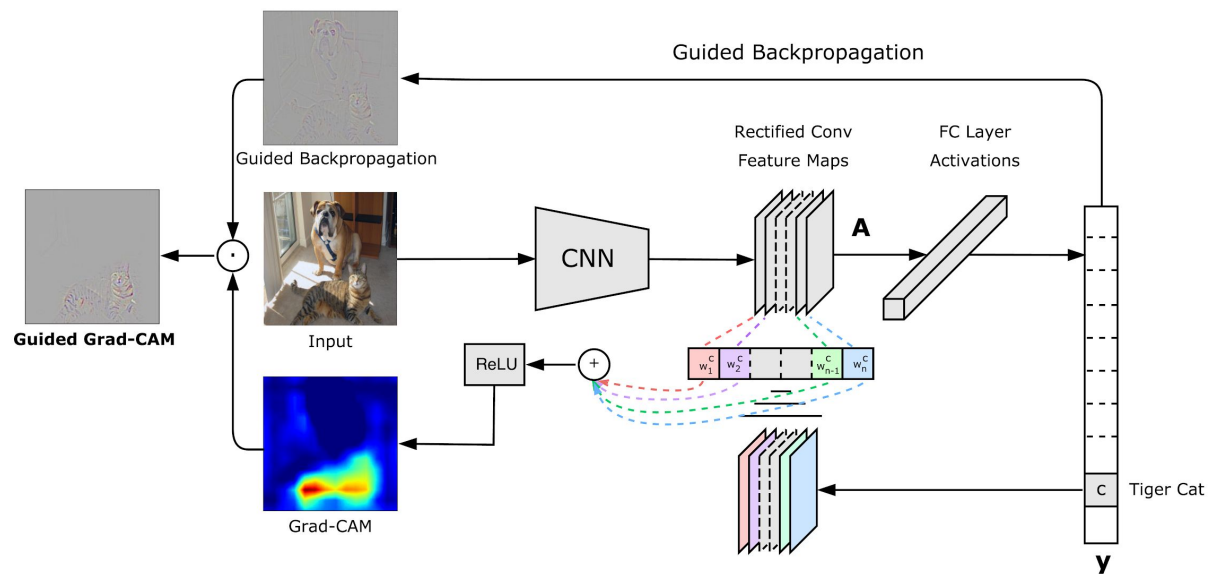 Guided Backpropagation
Rectified Conv
Feature Maps
FC Layer
Activations
Guided Backpropagation
A
CNN
·
Guided Grad-CAM
Input
ReLU
+
w₁ᶜ w₂ᶜ wₙ₋₁ᶜ wₙᶜ
c
Tiger Cat
Grad-CAM
y